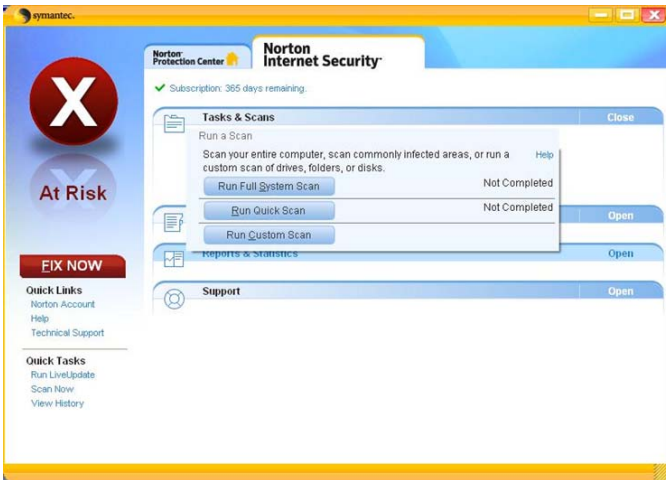 symantec.
Norton
Protection Center
Norton
Internet Security
Subscription: 365 days remaining.
X
At Risk
FIX NOW
Quick Links
Norton Account
Help
Technical Support
Quick Tasks
Run LiveUpdate
Scan Now
View History
Tasks & Scans Close
Run a Scan
Scan your entire computer, scan commonly infected areas, or run a Help
custom scan of drives, folders, or disks.
Run Full System Scan Not Completed
Run Quick Scan Not Completed
Run Custom Scan
Open
Reports & Statistics Open
Support Open